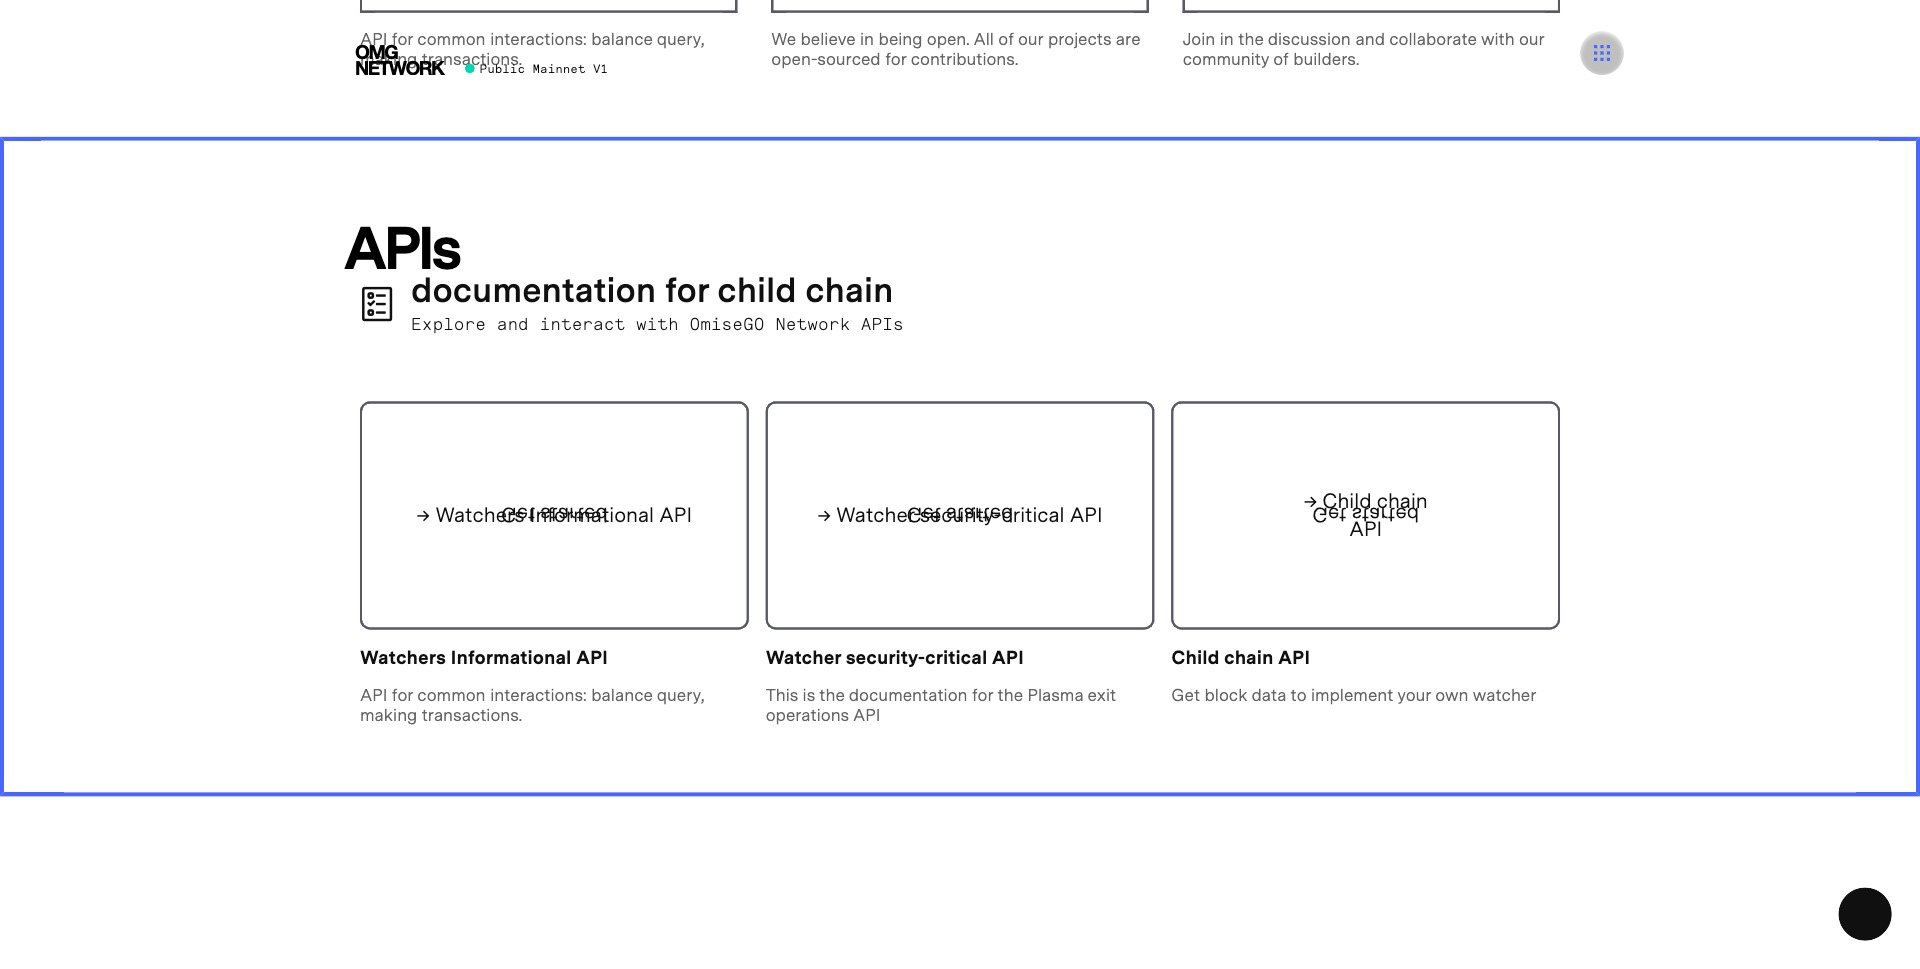 API for common interactions: balance query,
making transactions.
We believe in being open. All of our projects are
open-sourced for contributions.
Join in the discussion and collaborate with our
community of builders.
OMG
NETWORK
Public Mainnet V1
APIs
documentation for child chain
Explore and interact with OmiseGO Network APIs
→ Watchers Informational API
→ Watcher security-critical API
→ Child chain
API
Watchers Informational API
API for common interactions: balance query,
making transactions.
Watcher security-critical API
This is the documentation for the Plasma exit
operations API
Child chain API
Get block data to implement your own watcher